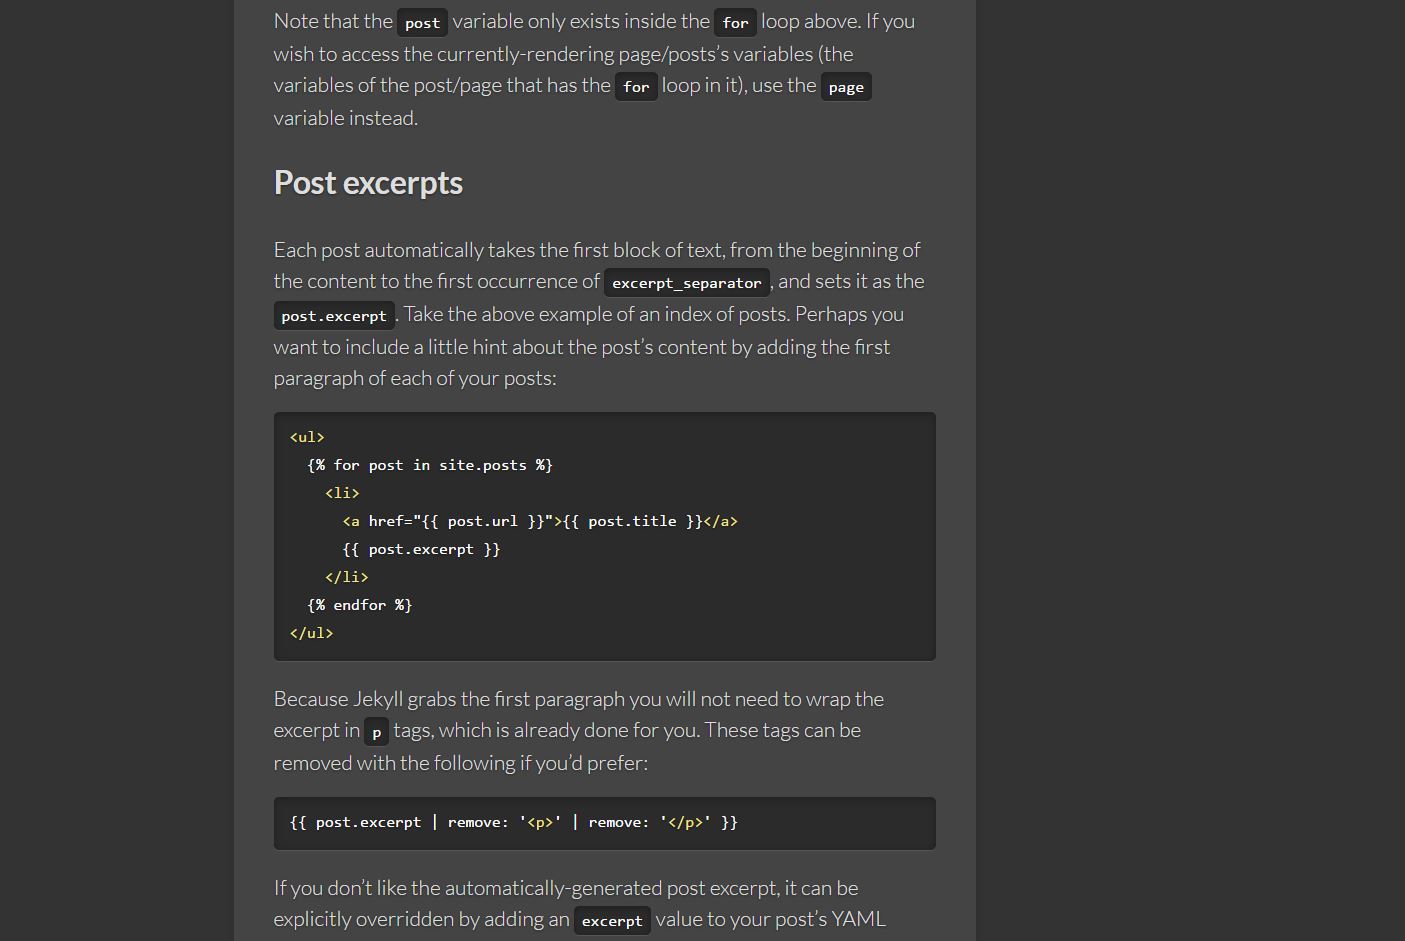 Note that the post variable only exists inside the for loop above. If you
wish to access the currently-rendering page/posts’s variables (the
variables of the post/page that has the for loop in it), use the page
variable instead.
Post excerpts
Each post automatically takes the first block of text, from the beginning of
the content to the first occurrence of excerpt_separator, and sets it as the
post.excerpt. Take the above example of an index of posts. Perhaps you
want to include a little hint about the post’s content by adding the first
paragraph of each of your posts:
<ul>
  {% for post in site.posts %}
    <li>
      <a href="{{ post.url }}">{{ post.title }}</a>
      {{ post.excerpt }}
    </li>
  {% endfor %}
</ul>
Because Jekyll grabs the first paragraph you will not need to wrap the
excerpt in p tags, which is already done for you. These tags can be
removed with the following if you’d prefer:
{{ post.excerpt | remove: '<p>' | remove: '</p>' }}
If you don’t like the automatically-generated post excerpt, it can be
explicitly overridden by adding an excerpt value to your post’s YAML